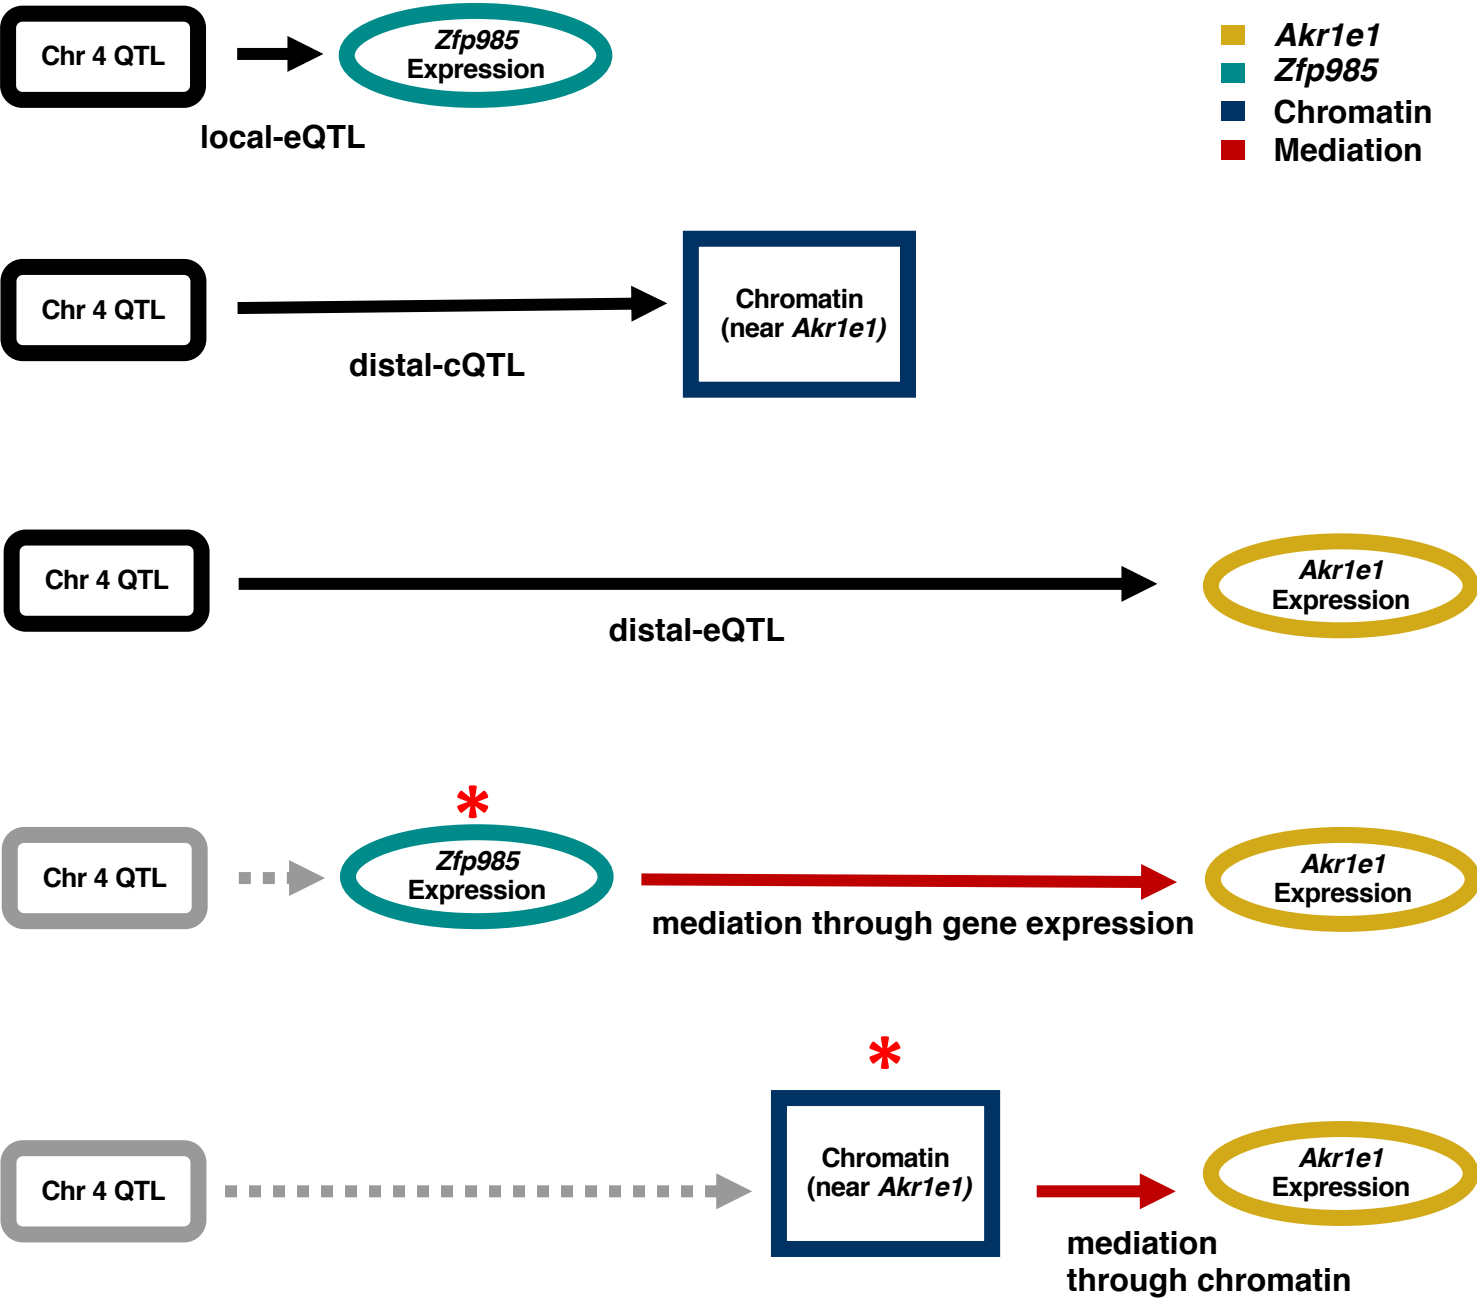 Chr 4 QTL
Zfp985
Expression
local-eQTL
Akr1e1
Zfp985
Chromatin
Mediation
Chr 4 QTL
distal-cQTL
Chromatin
(near Akr1e1)
Chr 4 QTL
distal-eQTL
Akr1e1
Expression
Chr 4 QTL
*
Zfp985
Expression
mediation through gene expression
Akr1e1
Expression
Chr 4 QTL
*
Chromatin
(near Akr1e1)
mediation
through chromatin
Akr1e1
Expression